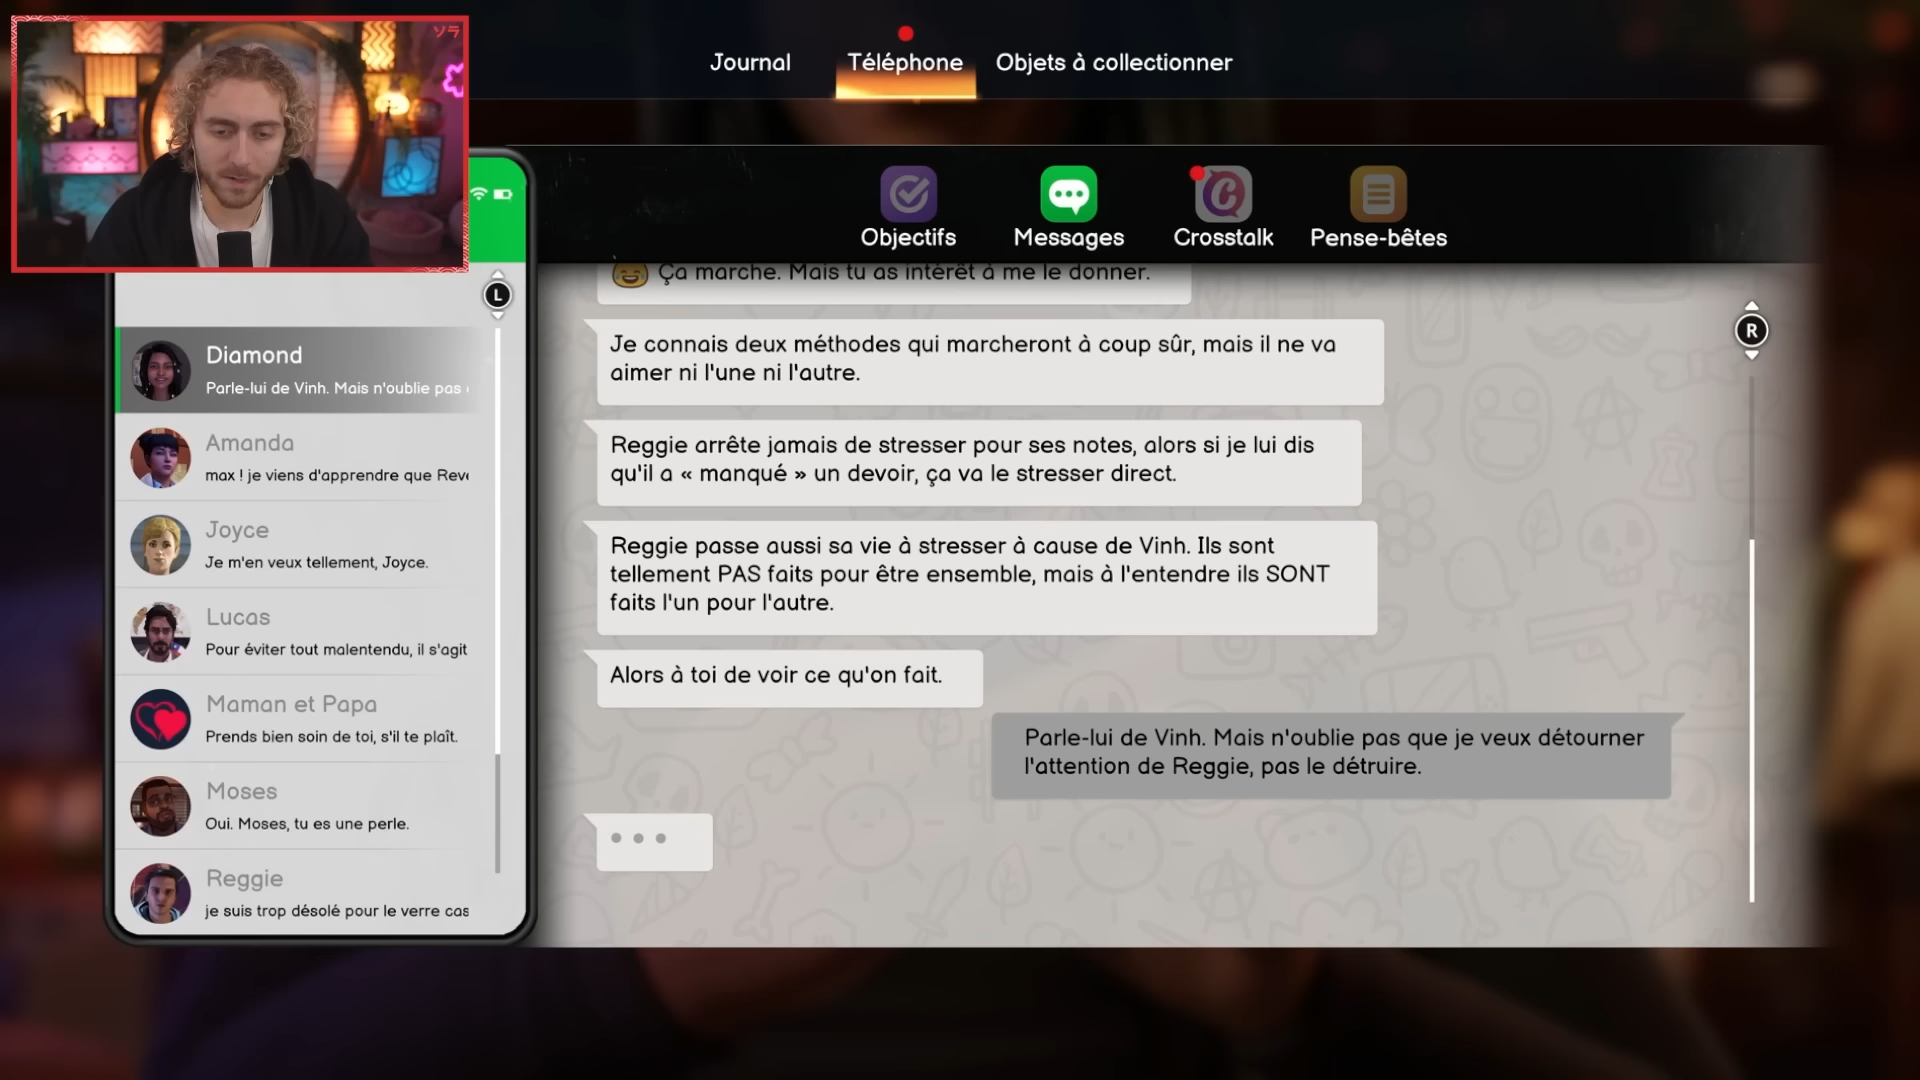 ソラ
Journal
Téléphone
Objets à collectionner
Objectifs
Messages
Crosstalk
Pense-bêtes
L
R
Diamond
Parle-lui de Vinh. Mais n'oublie pas
Amanda
max ! je viens d'apprendre que Reve
Joyce
Je m'en veux tellement, Joyce.
Lucas
Pour éviter tout malentendu, il s'agit
Maman et Papa
Prends bien soin de toi, s'il te plaît.
Moses
Oui. Moses, tu es une perle.
Reggie
je suis trop désolé pour le verre cas
Ça marche. Mais tu as intérêt à me le donner.
Je connais deux méthodes qui marcheront à coup sûr, mais il ne va
aimer ni l'une ni l'autre.
Reggie arrête jamais de stresser pour ses notes, alors si je lui dis
qu'il a « manqué » un devoir, ça va le stresser direct.
Reggie passe aussi sa vie à stresser à cause de Vinh. Ils sont
tellement PAS faits pour être ensemble, mais à l'entendre ils SONT
faits l'un pour l'autre.
Alors à toi de voir ce qu'on fait.
Parle-lui de Vinh. Mais n'oublie pas que je veux détourner
l'attention de Reggie, pas le détruire.